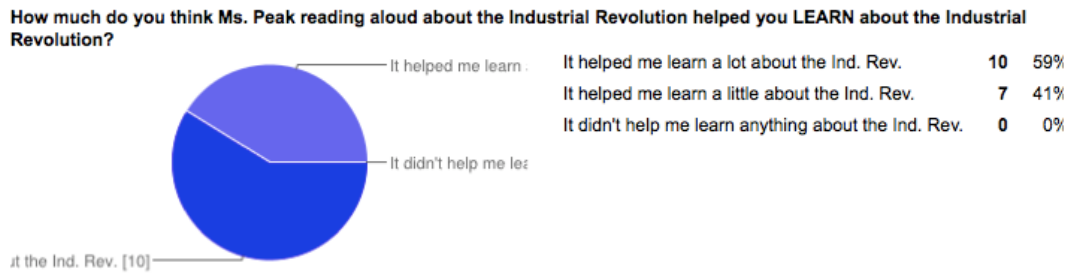 How much do you think Ms. Peak reading aloud about the Industrial Revolution helped you LEARN about the Industrial
Revolution?
It helped me learn
It didn't help me
ut the Ind. Rev. [10]
It helped me learn a lot about the Ind. Rev. 10 59%
It helped me learn a little about the Ind. Rev. 7 41%
It didn't help me learn anything about the Ind. Rev. 0 0%